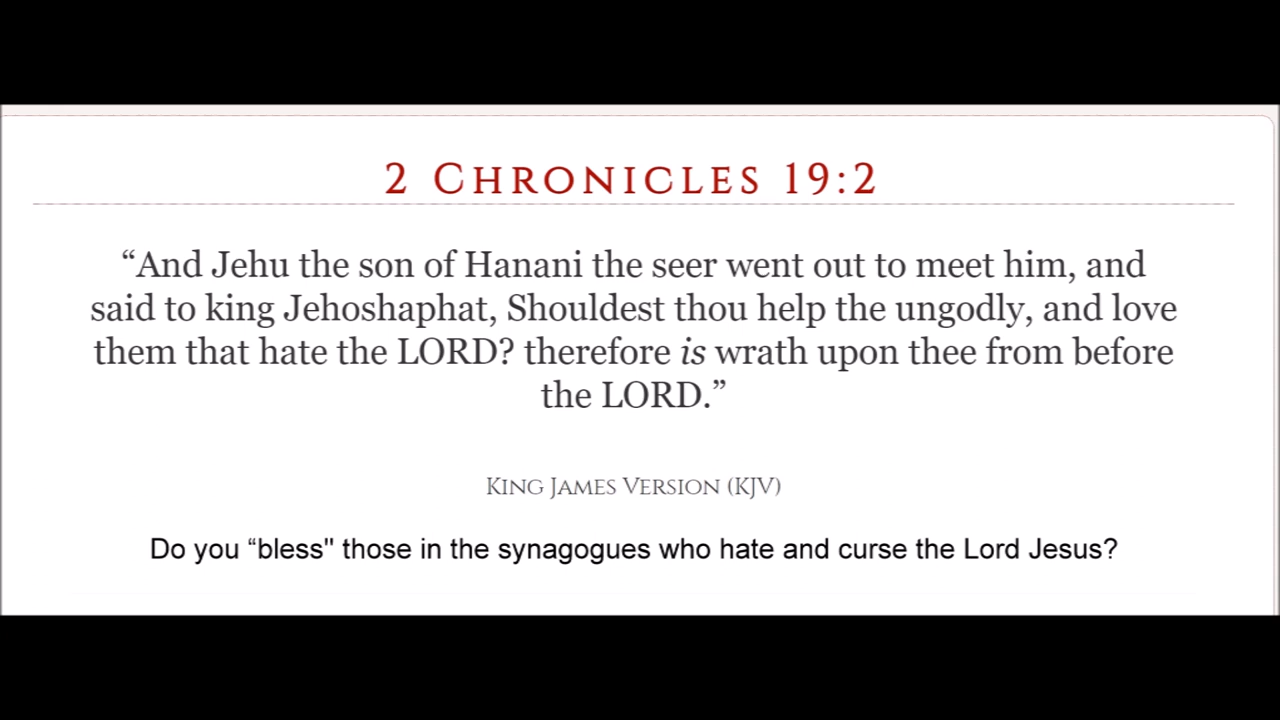 2 Chronicles 19:2
“And Jehu the son of Hanani the seer went out to meet him, and
said to king Jehoshaphat, Shouldest thou help the ungodly, and love
them that hate the LORD? therefore is wrath upon thee from before
the LORD.”
King James Version (KJV)
Do you “bless" those in the synagogues who hate and curse the Lord Jesus?